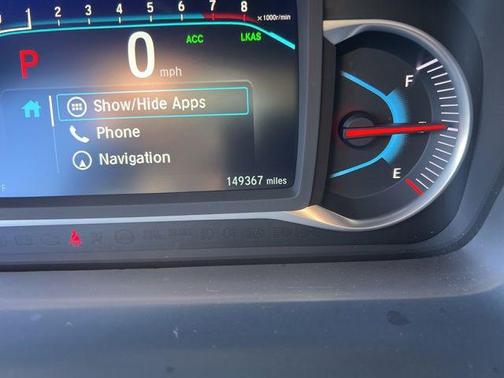 1 2 3 4 5 6 7 8 ×1000r/min
ACC LKAS
P 0 mph
Show/Hide Apps
Phone
Navigation
149367 miles
F
E